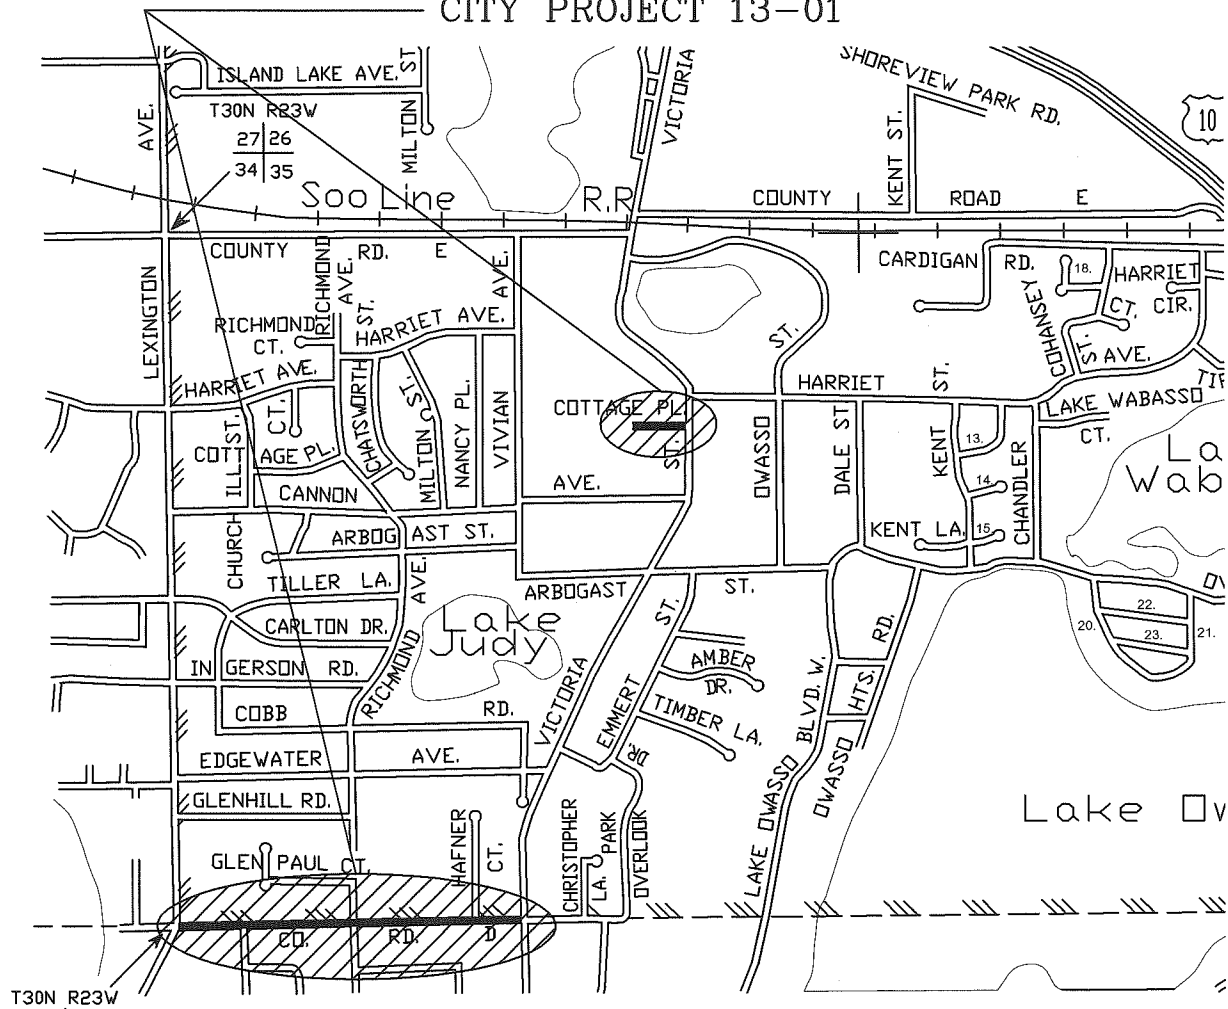 CITY PROJECT 13-01
ISLAND LAKE AVE.
MILTON ST
VICTORIA
SHOREVIEW PARK RD.
KENT ST.
10
AVE.
T30N R23W
27 26
34 35
Soo Line R.R
COUNTY ROAD E
COUNTY RD. E
LEXINGTON
RICHMOND AVE.
RICHMOND CT.
HARRIET AVE.
HARRIET AVE.
CHATSWORTH ST.
MILTON ST.
NANCY PL.
VIVIAN AVE.
COTTAGE PL.
ST.
CARDIGAN RD.
COHANSEY ST.
18.
HARRIET CT. CIR.
HARRIET AVE.
ST.
LAKE WABASSO CT.
La
Wab
OWASSO ST.
DALE ST
KENT ST.
13.
14.
15.
CHANDLER
KENT LA.
CT.
COTTAGE PL.
ILL ST.
CHURCH
CANNON AVE.
ARBOGAST ST.
TILLER LA.
CARLTON DR.
INGERSON RD.
RICHMOND AVE.
COBB RD.
EDGEWATER AVE.
GLENHILL RD.
GLEN PAUL CT.
HAFNER CT.
Lake
Judy
ARBOGAST ST.
VICTORIA
EMMERT ST.
AMBER DR.
TIMBER LA.
DR.
OVERLOOK
CHRISTOPHER LA.
PARK
LAKE OWASSO BLVD. W.
OWASSO HTS. RD.
20.
21.
22.
23.
Lake Ow
CO. RD. D
T30N R23W